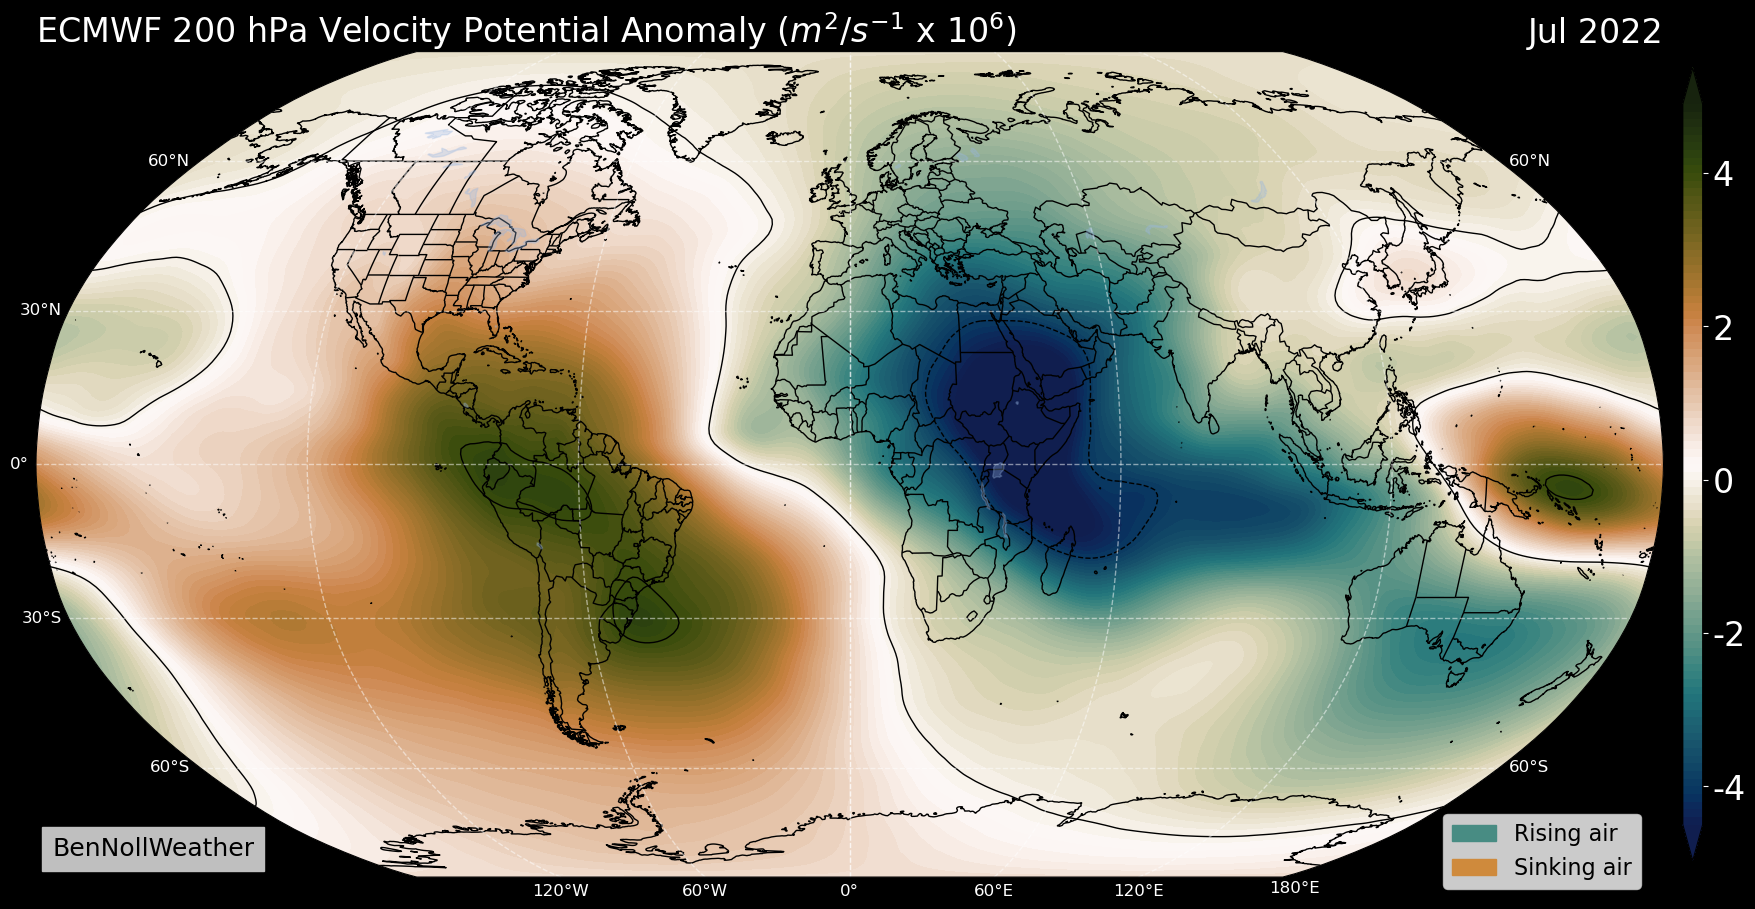 ECMWF 200 hPa Velocity Potential Anomaly (m²/s⁻¹ x 10⁶)
Jul 2022
60°N
60°N
30°N
0°
30°S
60°S
60°S
4
2
0
-2
-4
BenNollWeather
Rising air
Sinking air
120°W 60°W 0° 60°E 120°E 180°E